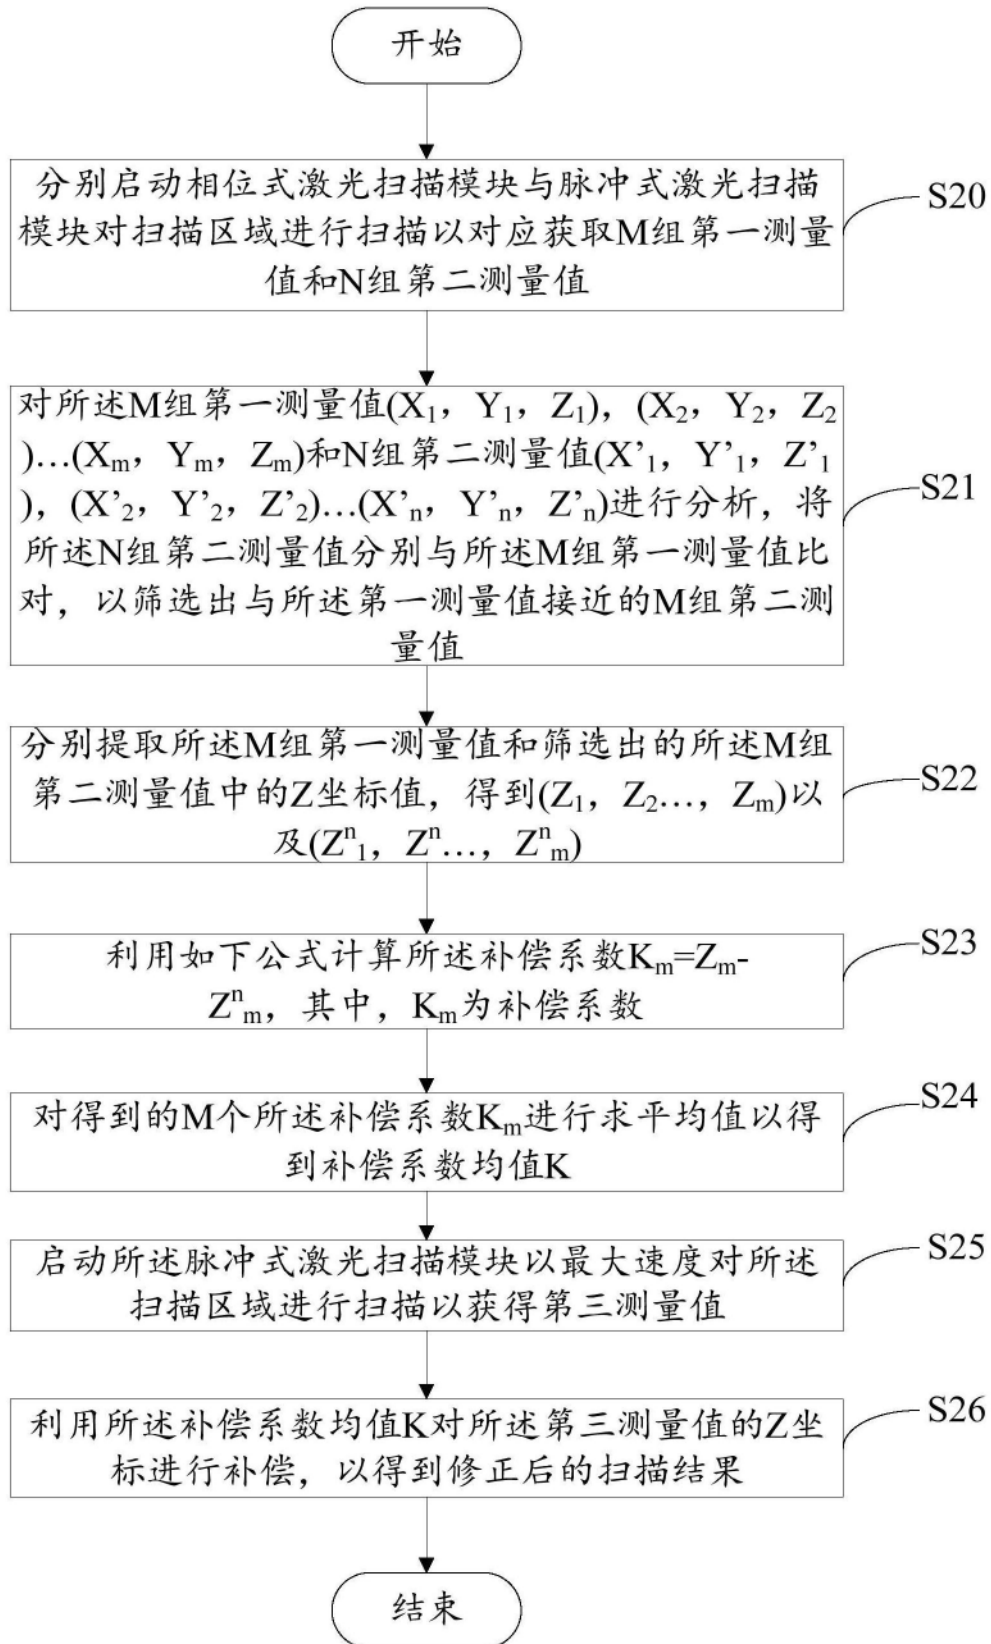 开始
分别启动相位式激光扫描模块与脉冲式激光扫描
模块对扫描区域进行扫描以对应获取M组第一测量
值和N组第二测量值
S20
对所述M组第一测量值(X₁，Y₁，Z₁)，(X₂，Y₂，Z₂
)…(Xₘ，Yₘ，Zₘ)和N组第二测量值(X’₁，Y’₁，Z’₁
)，(X’₂，Y’₂，Z’₂)…(X’ₙ，Y’ₙ，Z’ₙ)进行分析，将
所述N组第二测量值分别与所述M组第一测量值比
对，以筛选出与所述第一测量值接近的M组第二测
量值
S21
分别提取所述M组第一测量值和筛选出的所述M组
第二测量值中的Z坐标值，得到(Z₁，Z₂…，Zₘ)以
及(Zⁿ₁，Zⁿ…，Zⁿₘ)
S22
利用如下公式计算所述补偿系数Kₘ=Zₘ-
Zⁿₘ，其中，Kₘ为补偿系数
S23
对得到的M个所述补偿系数Kₘ进行求平均值以得
到补偿系数均值K
S24
启动所述脉冲式激光扫描模块以最大速度对所述
扫描区域进行扫描以获得第三测量值
S25
利用所述补偿系数均值K对所述第三测量值的Z坐
标进行补偿，以得到修正后的扫描结果
S26
结束